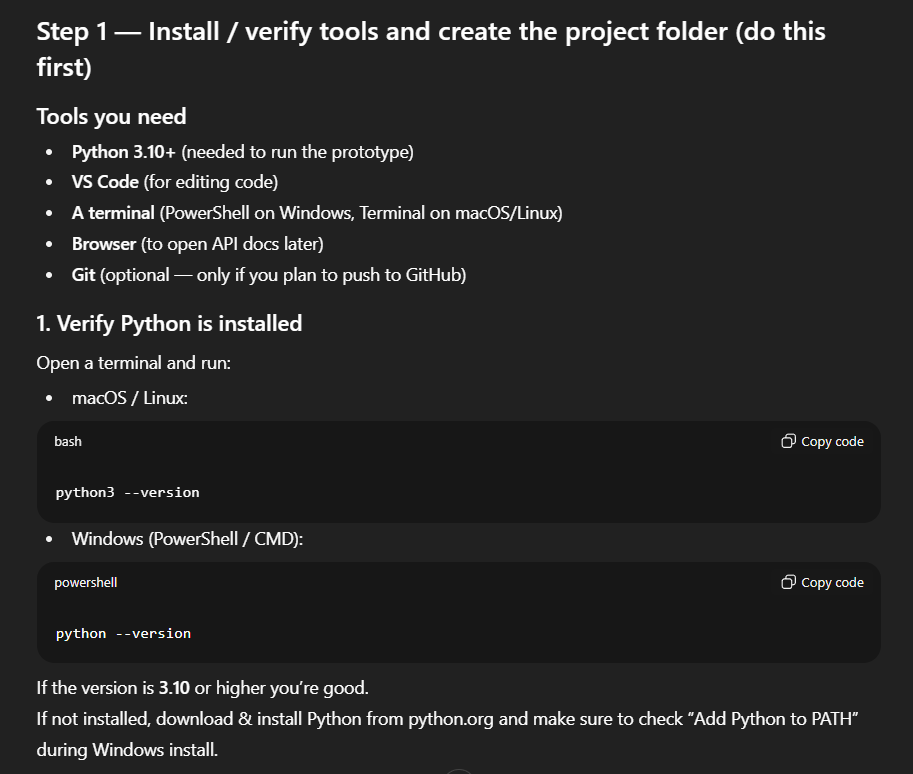 Step 1 — Install / verify tools and create the project folder (do this
first)
Tools you need
• Python 3.10+ (needed to run the prototype)
• VS Code (for editing code)
• A terminal (PowerShell on Windows, Terminal on macOS/Linux)
• Browser (to open API docs later)
• Git (optional — only if you plan to push to GitHub)
1. Verify Python is installed
Open a terminal and run:
• macOS / Linux:
bash Copy code
python3 --version
• Windows (PowerShell / CMD):
powershell Copy code
python --version
If the version is 3.10 or higher you’re good.
If not installed, download & install Python from python.org and make sure to check “Add Python to PATH”
during Windows install.